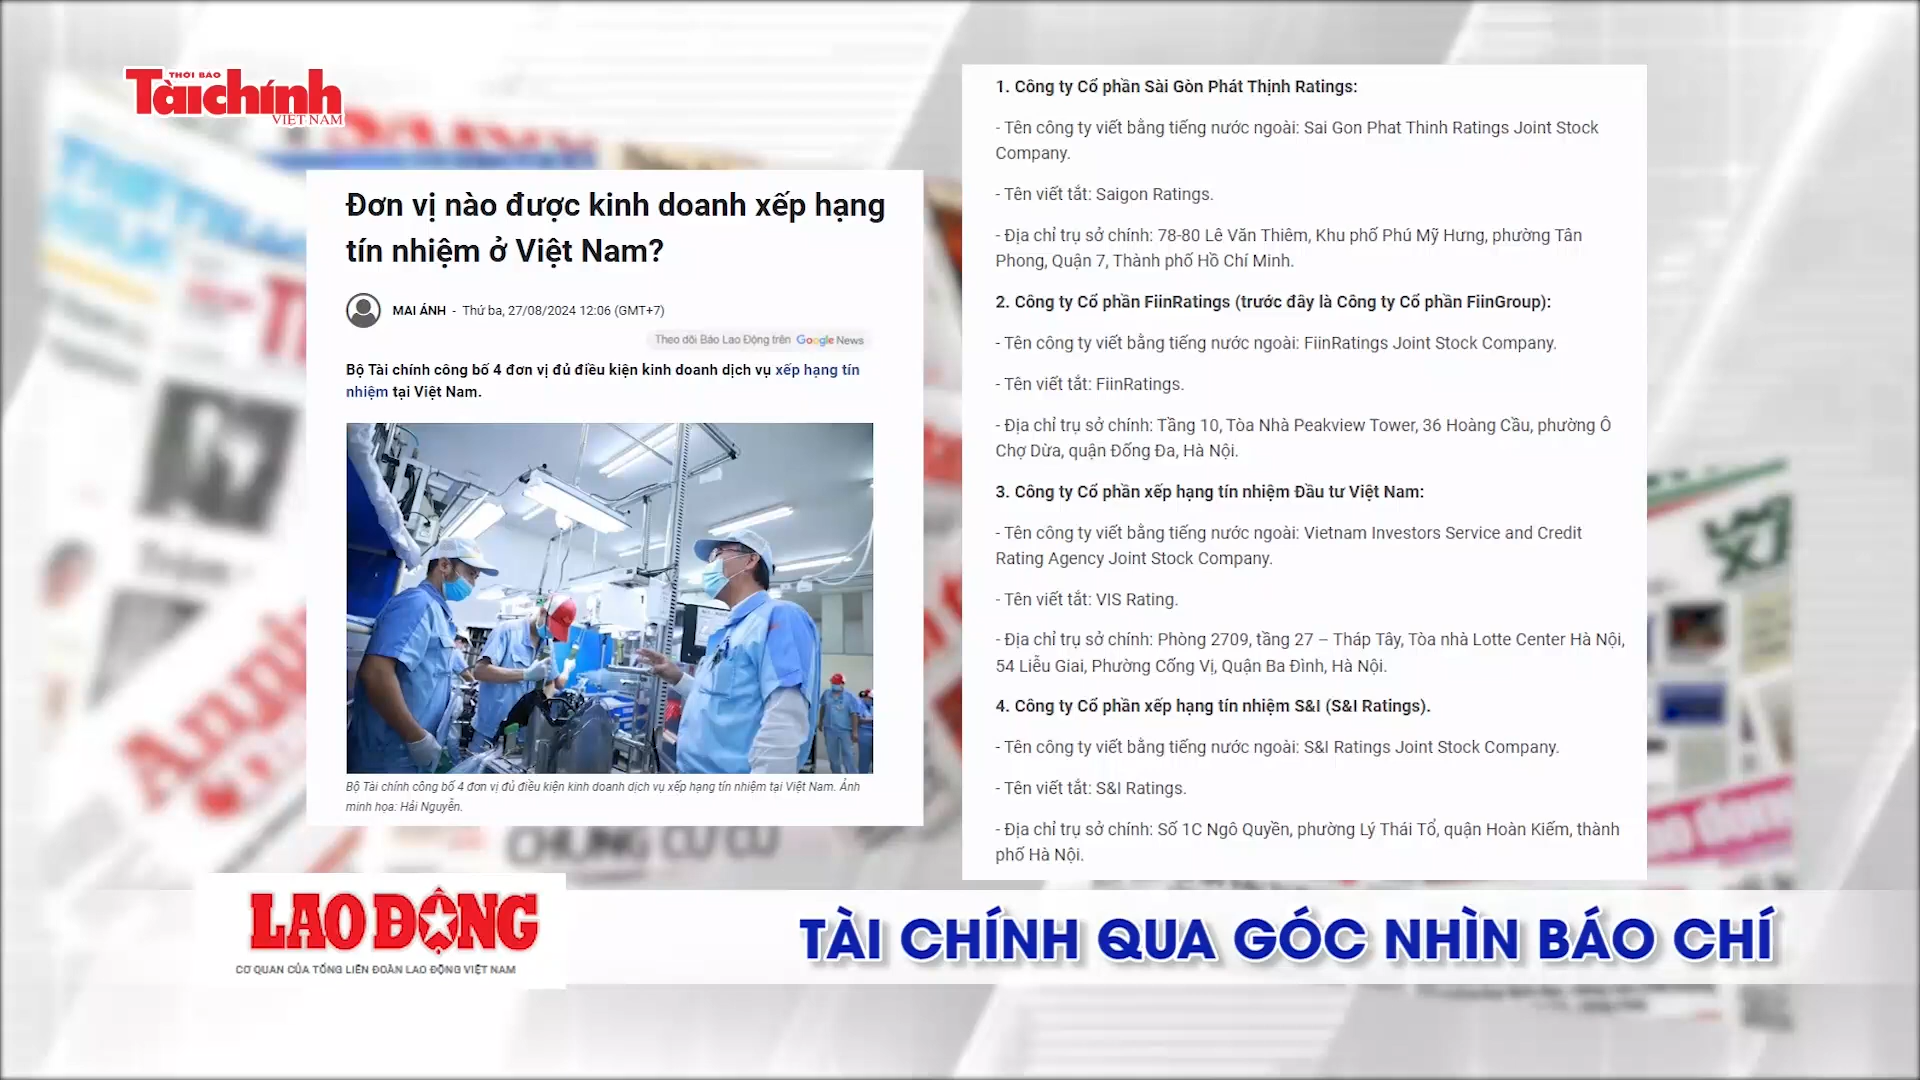 THỜI BÁO
Tàichính
VIỆT NAM
Đơn vị nào được kinh doanh xếp hạng
tín nhiệm ở Việt Nam?
MAI ÁNH - Thứ ba, 27/08/2024 12:06 (GMT+7)
Theo dõi Báo Lao Động trên Google News
Bộ Tài chính công bố 4 đơn vị đủ điều kiện kinh doanh dịch vụ xếp hạng tín
nhiệm tại Việt Nam.
Bộ Tài chính công bố 4 đơn vị đủ điều kiện kinh doanh dịch vụ xếp hạng tín nhiệm tại Việt Nam. Ảnh
minh họa: Hải Nguyễn.
1. Công ty Cổ phần Sài Gòn Phát Thịnh Ratings:
- Tên công ty viết bằng tiếng nước ngoài: Sai Gon Phat Thinh Ratings Joint Stock
Company.
- Tên viết tắt: Saigon Ratings.
- Địa chỉ trụ sở chính: 78-80 Lê Văn Thiêm, Khu phố Phú Mỹ Hưng, phường Tân
Phong, Quận 7, Thành phố Hồ Chí Minh.
2. Công ty Cổ phần FiinRatings (trước đây là Công ty Cổ phần FiinGroup):
- Tên công ty viết bằng tiếng nước ngoài: FiinRatings Joint Stock Company.
- Tên viết tắt: FiinRatings.
- Địa chỉ trụ sở chính: Tầng 10, Tòa Nhà Peakview Tower, 36 Hoàng Cầu, phường Ô
Chợ Dừa, quận Đống Đa, Hà Nội.
3. Công ty Cổ phần xếp hạng tín nhiệm Đầu tư Việt Nam:
- Tên công ty viết bằng tiếng nước ngoài: Vietnam Investors Service and Credit
Rating Agency Joint Stock Company.
- Tên viết tắt: VIS Rating.
- Địa chỉ trụ sở chính: Phòng 2709, tầng 27 – Tháp Tây, Tòa nhà Lotte Center Hà Nội,
54 Liễu Giai, Phường Cống Vị, Quận Ba Đình, Hà Nội.
4. Công ty Cổ phần xếp hạng tín nhiệm S&I (S&I Ratings).
- Tên công ty viết bằng tiếng nước ngoài: S&I Ratings Joint Stock Company.
- Tên viết tắt: S&I Ratings.
- Địa chỉ trụ sở chính: Số 1C Ngô Quyền, phường Lý Thái Tổ, quận Hoàn Kiếm, thành
phố Hà Nội.
LAO ĐỘNG
CƠ QUAN CỦA TỔNG LIÊN ĐOÀN LAO ĐỘNG VIỆT NAM
TÀI CHÍNH QUA GÓC NHÌN BÁO CHÍ